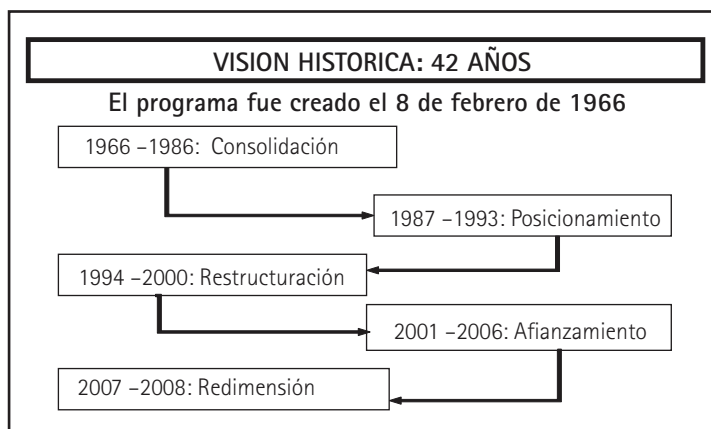 VISION HISTORICA: 42 AÑOS
El programa fue creado el 8 de febrero de 1966
1966 –1986: Consolidación
1987 –1993: Posicionamiento
1994 –2000: Restructuración
2001 –2006: Afianzamiento
2007 –2008: Redimensión